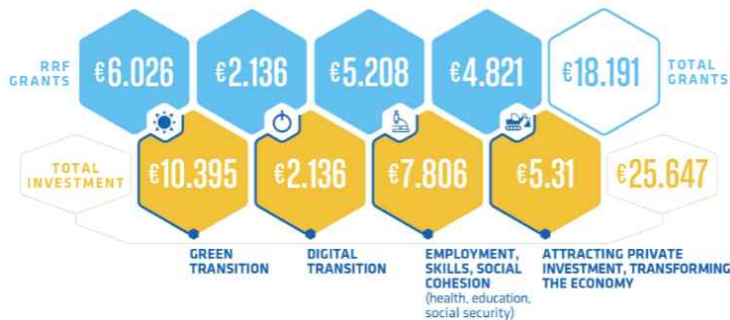 RRF
GRANTS
€6.026
€2.136
€5.208
€4.821
€18.191
TOTAL
GRANTS
TOTAL
INVESTMENT
€10.395
€2.136
€7.806
€5.31
€25.647
GREEN
TRANSITION
DIGITAL
TRANSITION
EMPLOYMENT,
SKILLS, SOCIAL
COHESION
(health, education,
social security)
ATTRACTING PRIVATE
INVESTMENT, TRANSFORMING
THE ECONOMY